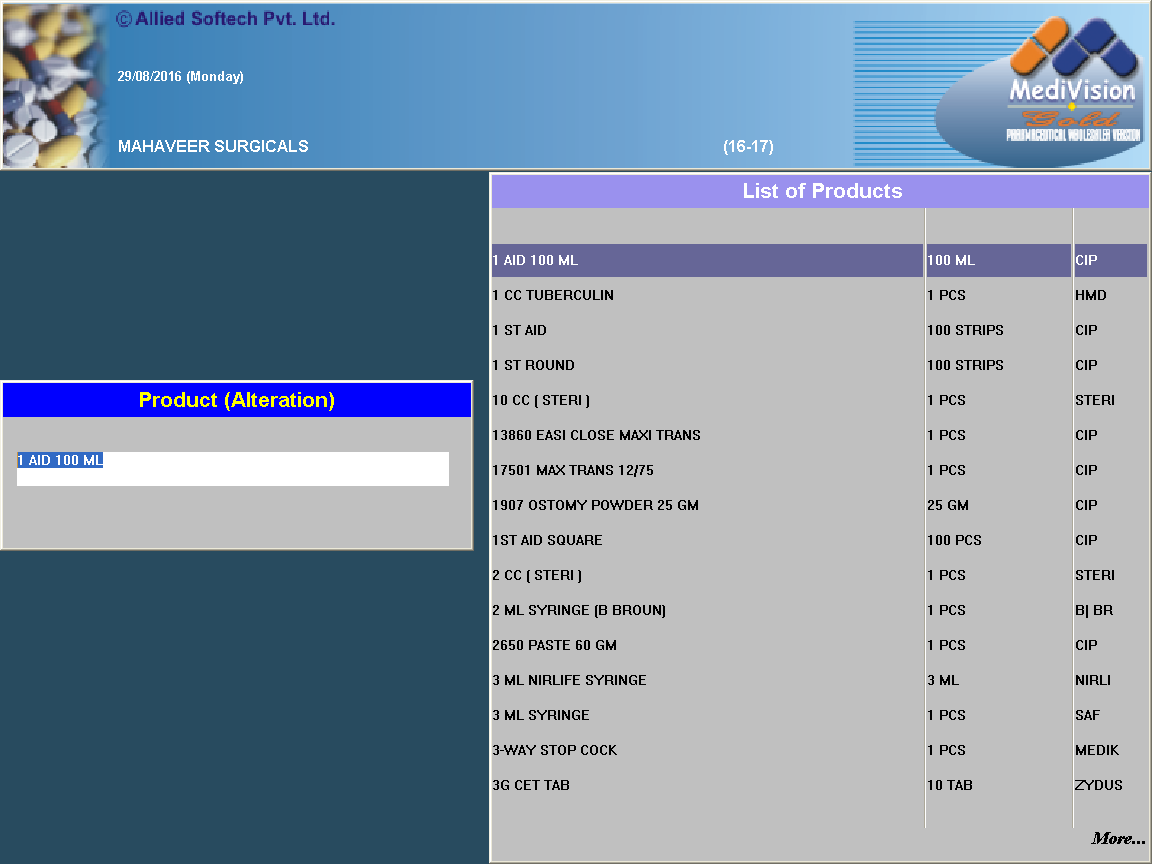 © Allied Softech Pvt. Ltd.
29/08/2016 (Monday)
MAHAVEER SURGICALS (16-17)
MediVision
Gold
PHARMACEUTICAL WHOLESALER VERSION
List of Products
1 AID 100 ML 100 ML CIP
1 CC TUBERCULIN 1 PCS HMD
1 ST AID 100 STRIPS CIP
1 ST ROUND 100 STRIPS CIP
10 CC ( STERI ) 1 PCS STERI
13860 EASI CLOSE MAXI TRANS 1 PCS CIP
17501 MAX TRANS 12/75 1 PCS CIP
1907 OSTOMY POWDER 25 GM 25 GM CIP
1ST AID SQUARE 100 PCS CIP
2 CC ( STERI ) 1 PCS STERI
2 ML SYRINGE (B BROUN) 1 PCS B| BR
2650 PASTE 60 GM 1 PCS CIP
3 ML NIRLIFE SYRINGE 3 ML NIRLI
3 ML SYRINGE 1 PCS SAF
3-WAY STOP COCK 1 PCS MEDIK
3G CET TAB 10 TAB ZYDUS
More...
Product (Alteration)
1 AID 100 ML